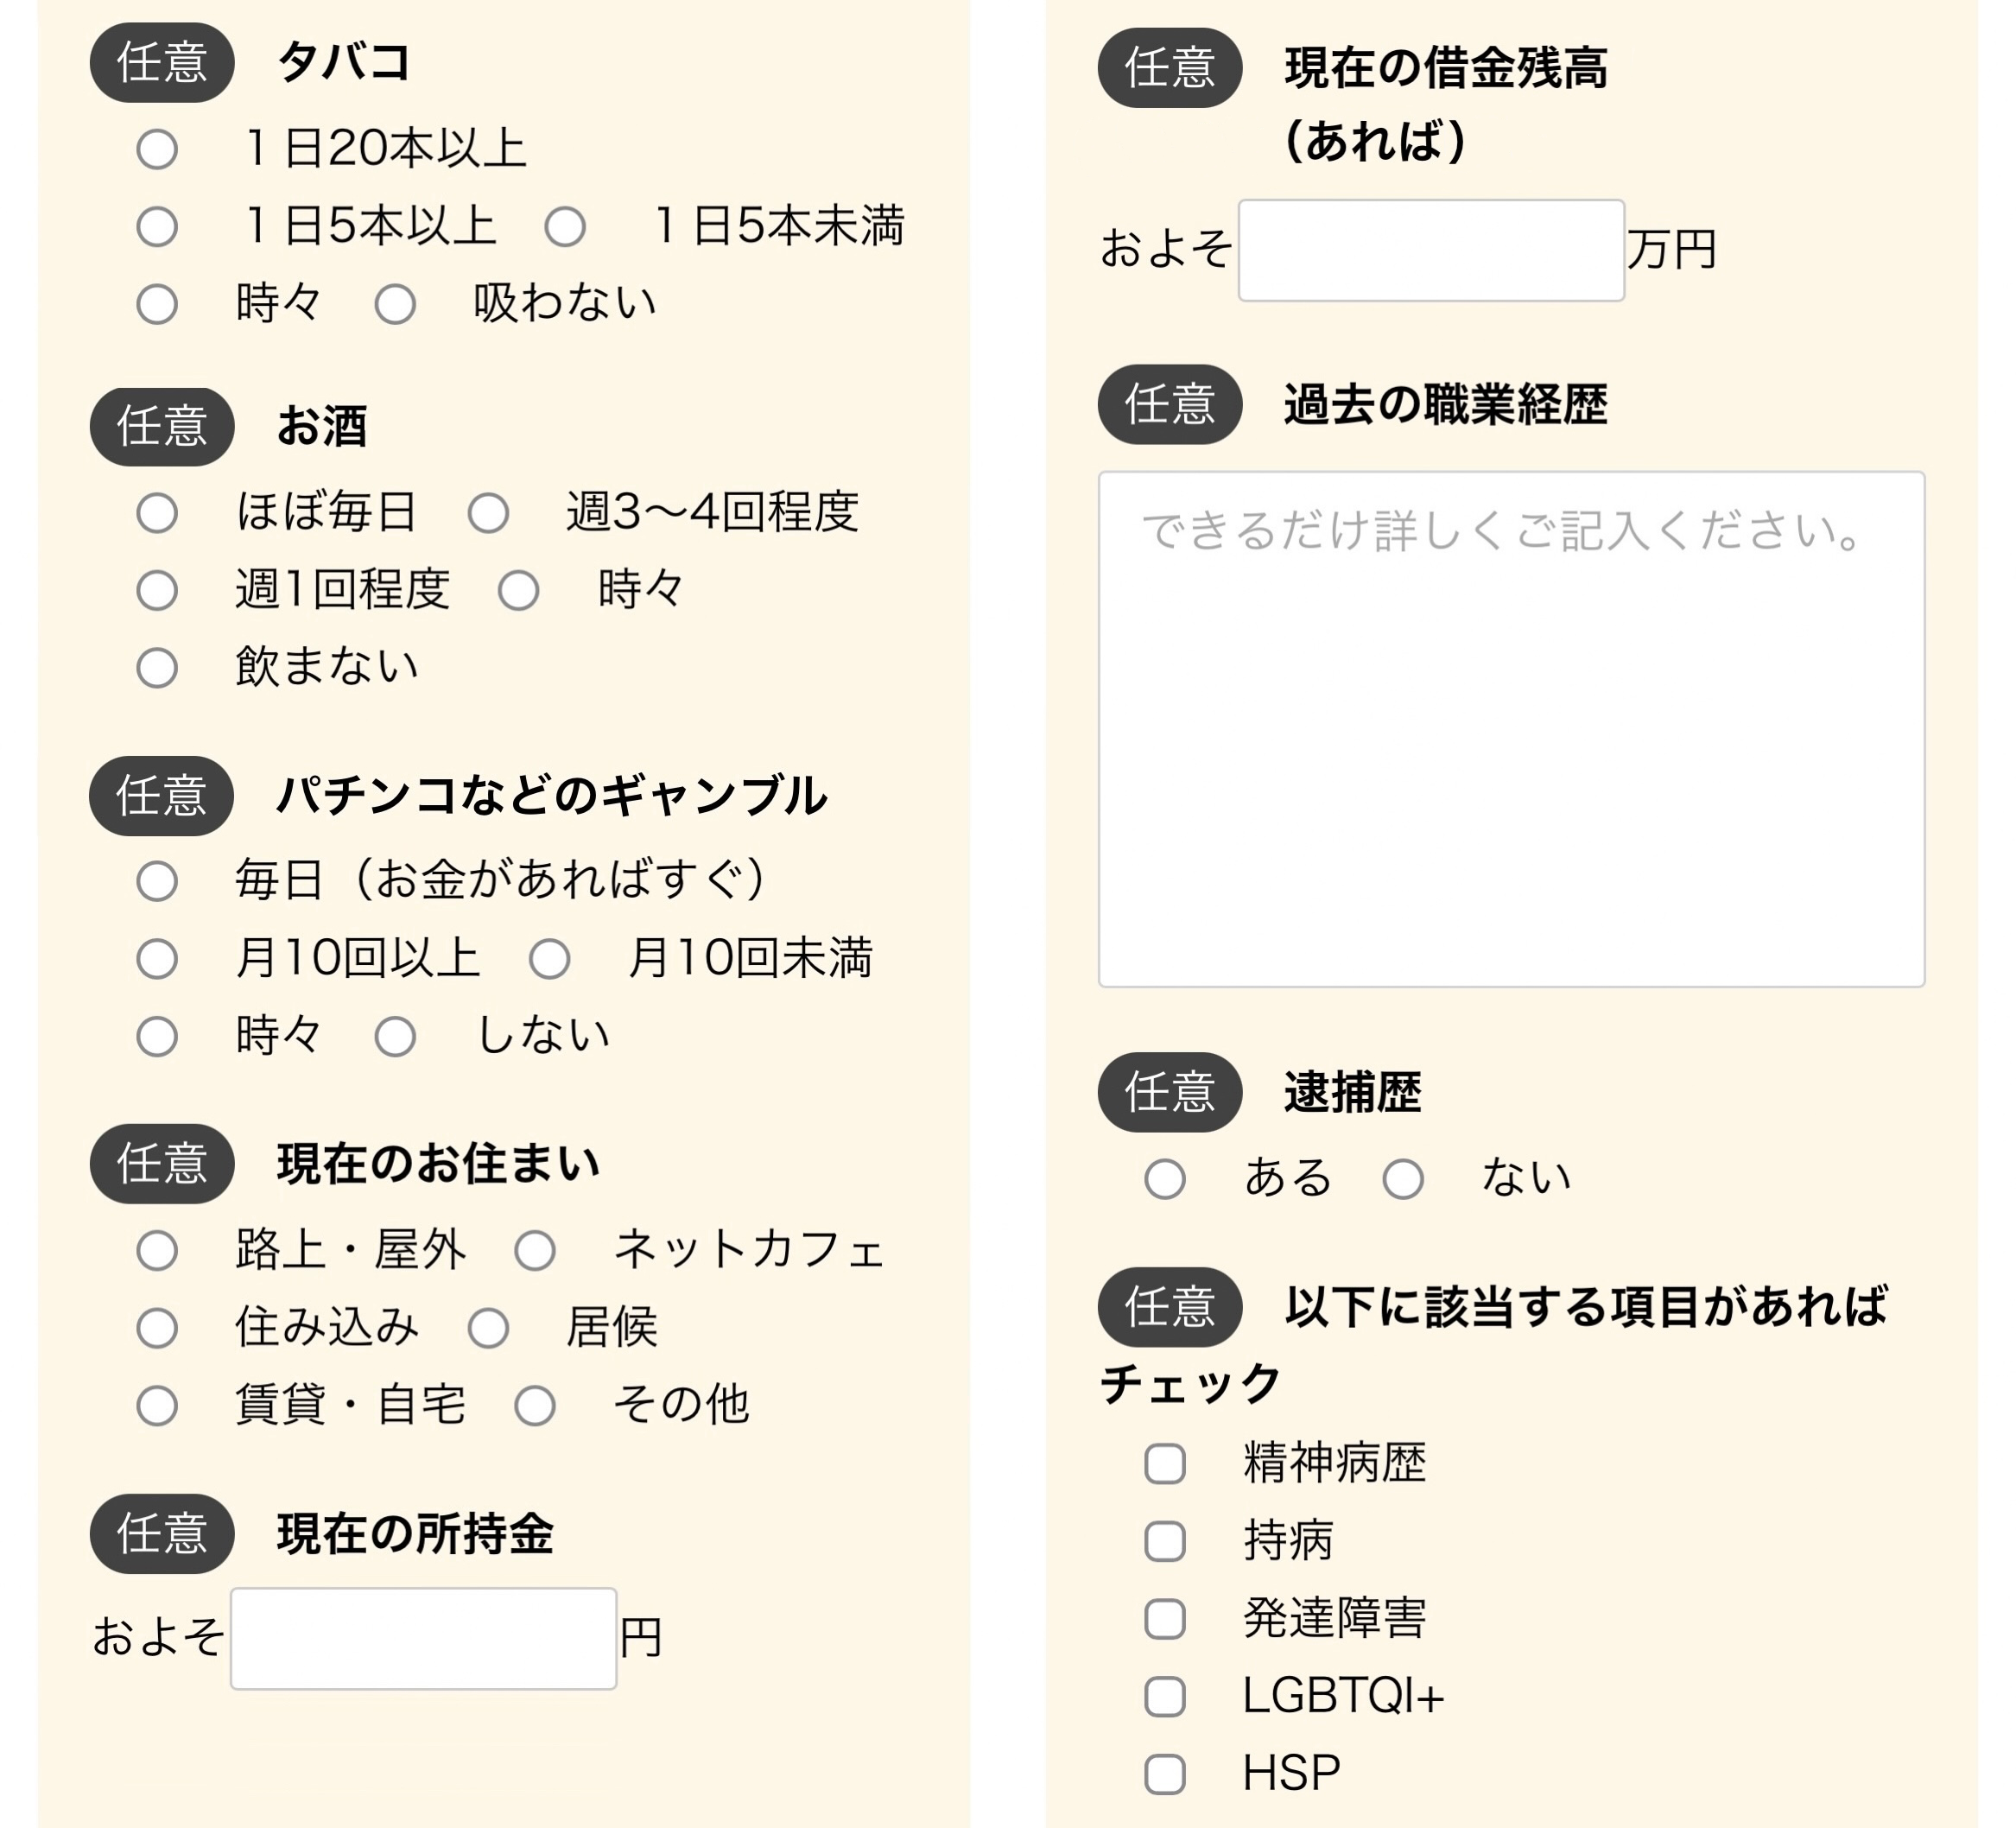 任意 タバコ
１日20本以上
１日5本以上 １日5本未満
時々 吸わない
任意 お酒
ほぼ毎日 週3〜4回程度
週1回程度 時々
飲まない
任意 パチンコなどのギャンブル
毎日（お金があればすぐ）
月10回以上 月10回未満
時々 しない
任意 現在のお住まい
路上・屋外 ネットカフェ
住み込み 居候
賃貸・自宅 その他
任意 現在の所持金
およそ 円
任意 現在の借金残高
（あれば）
およそ 万円
任意 過去の職業経歴
できるだけ詳しくご記入ください。
任意 逮捕歴
ある ない
任意 以下に該当する項目があれば
チェック
精神病歴
持病
発達障害
LGBTQI+
HSP